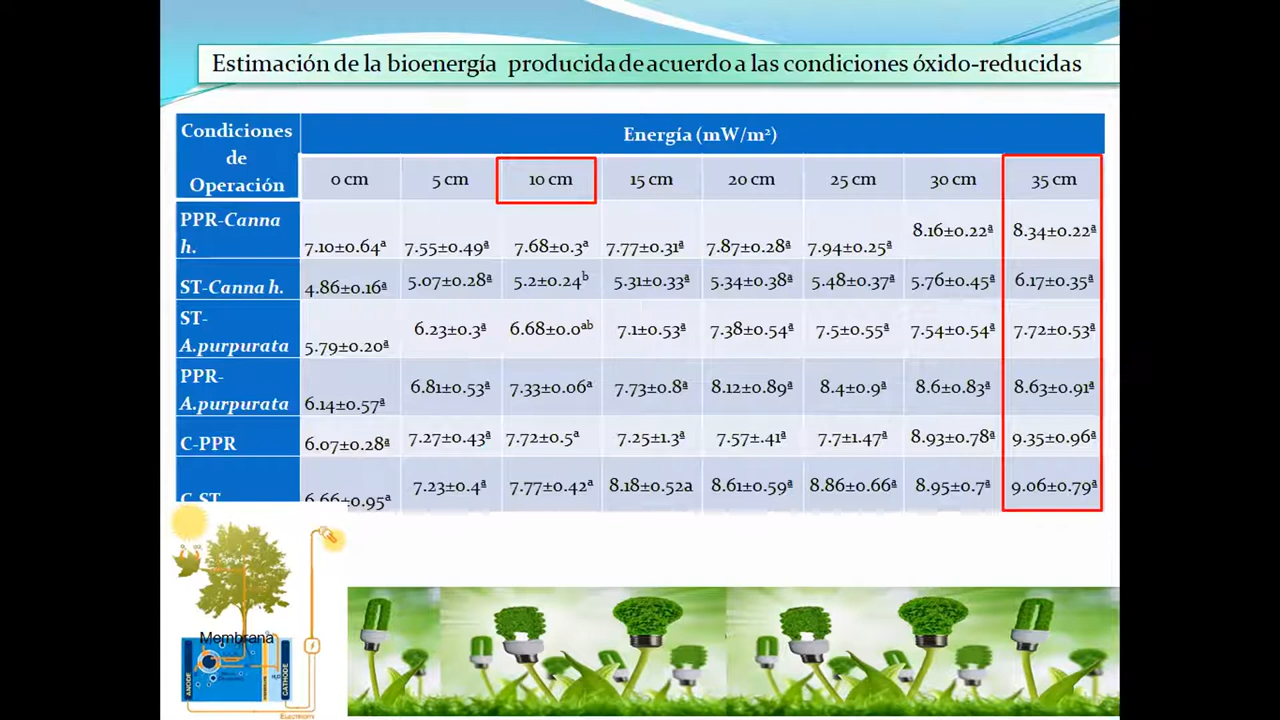 Estimación de la bioenergía producida de acuerdo a las condiciones óxido-reducidas
Condiciones de Operación Energía (mW/m²)
0 cm 5 cm 10 cm 15 cm 20 cm 25 cm 30 cm 35 cm
PPR-Canna h. 7.10±0.64ª 7.55±0.49ª 7.68±0.3ª 7.77±0.31ª 7.87±0.28ª 7.94±0.25ª 8.16±0.22ª 8.34±0.22ª
ST-Canna h. 4.86±0.16ª 5.07±0.28ª 5.2±0.24ᵇ 5.31±0.33ª 5.34±0.38ª 5.48±0.37ª 5.76±0.45ª 6.17±0.35ª
ST-A.purpurata 5.79±0.20ª 6.23±0.3ª 6.68±0.0ᵃᵇ 7.1±0.53ª 7.38±0.54ª 7.5±0.55ª 7.54±0.54ª 7.72±0.53ª
PPR-A.purpurata 6.14±0.57ª 6.81±0.53ª 7.33±0.06ª 7.73±0.8ª 8.12±0.89ª 8.4±0.9ª 8.6±0.83ª 8.63±0.91ª
C-PPR 6.07±0.28ª 7.27±0.43ª 7.72±0.5ª 7.25±1.3ª 7.57±.41ª 7.7±1.47ª 8.93±0.78ª 9.35±0.96ª
C-ST 6.66±0.95ª 7.23±0.4ª 7.77±0.42ª 8.18±0.52a 8.61±0.59ª 8.86±0.66ª 8.95±0.7ª 9.06±0.79ª
Membrana
ANODE
CATHODE